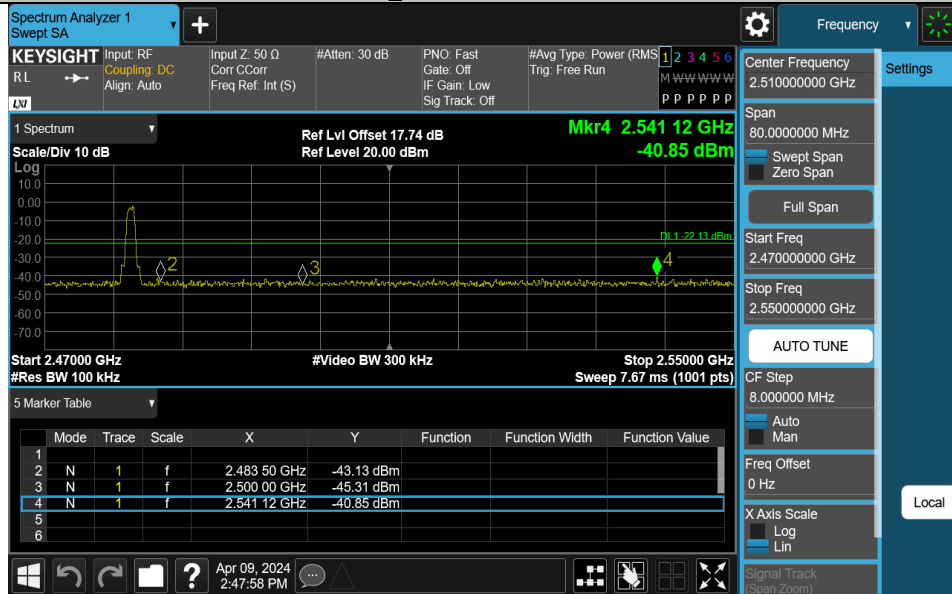 Spectrum Analyzer 1
Swept SA
+
Frequency
KEYSIGHT
RL
LXI
Input: RF
Coupling: DC
Align: Auto
Input Z: 50 Ω
Corr CCorr
Freq Ref: Int (S)
#Atten: 30 dB
PNO: Fast
Gate: Off
IF Gain: Low
Sig Track: Off
#Avg Type: Power (RMS
Trig: Free Run
1 2 3 4 5 6
M W W W W W
P P P P P P
1 Spectrum
Scale/Div 10 dB
Ref Lvl Offset 17.74 dB
Ref Level 20.00 dBm
Mkr4 2.541 12 GHz
-40.85 dBm
Log
10.0
0.00
-10.0
-20.0
-30.0
-40.0
-50.0
-60.0
-70.0
DL1 -22.13 dBm
2
3
4
Start 2.47000 GHz
#Video BW 300 kHz
Stop 2.55000 GHz
#Res BW 100 kHz
Sweep 7.67 ms (1001 pts)
5 Marker Table
Mode Trace Scale X Y Function Function Width Function Value
1
2 N 1 f 2.483 50 GHz -43.13 dBm
3 N 1 f 2.500 00 GHz -45.31 dBm
4 N 1 f 2.541 12 GHz -40.85 dBm
5
6
?
Apr 09, 2024
2:47:58 PM
Center Frequency
2.510000000 GHz
Span
80.0000000 MHz
Swept Span
Zero Span
Full Span
Start Freq
2.470000000 GHz
Stop Freq
2.550000000 GHz
AUTO TUNE
CF Step
8.000000 MHz
Auto
Man
Freq Offset
0 Hz
X Axis Scale
Log
Lin
Signal Track
(Span Zoom)
Settings
Local